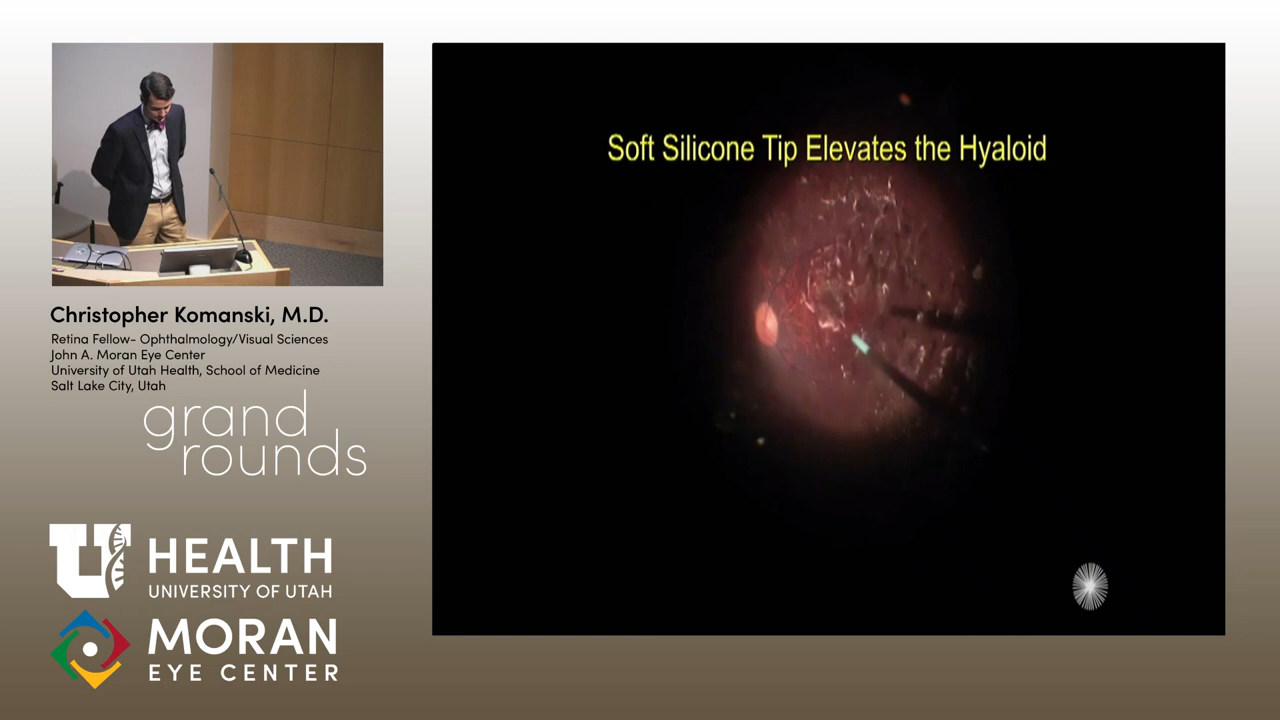 Soft Silicone Tip Elevates the Hyaloid
Christopher Komanski, M.D.
Retina Fellow- Ophthalmology/Visual Sciences
John A. Moran Eye Center
University of Utah Health, School of Medicine
Salt Lake City, Utah
grand
rounds
U HEALTH
UNIVERSITY OF UTAH
MORAN
EYE CENTER